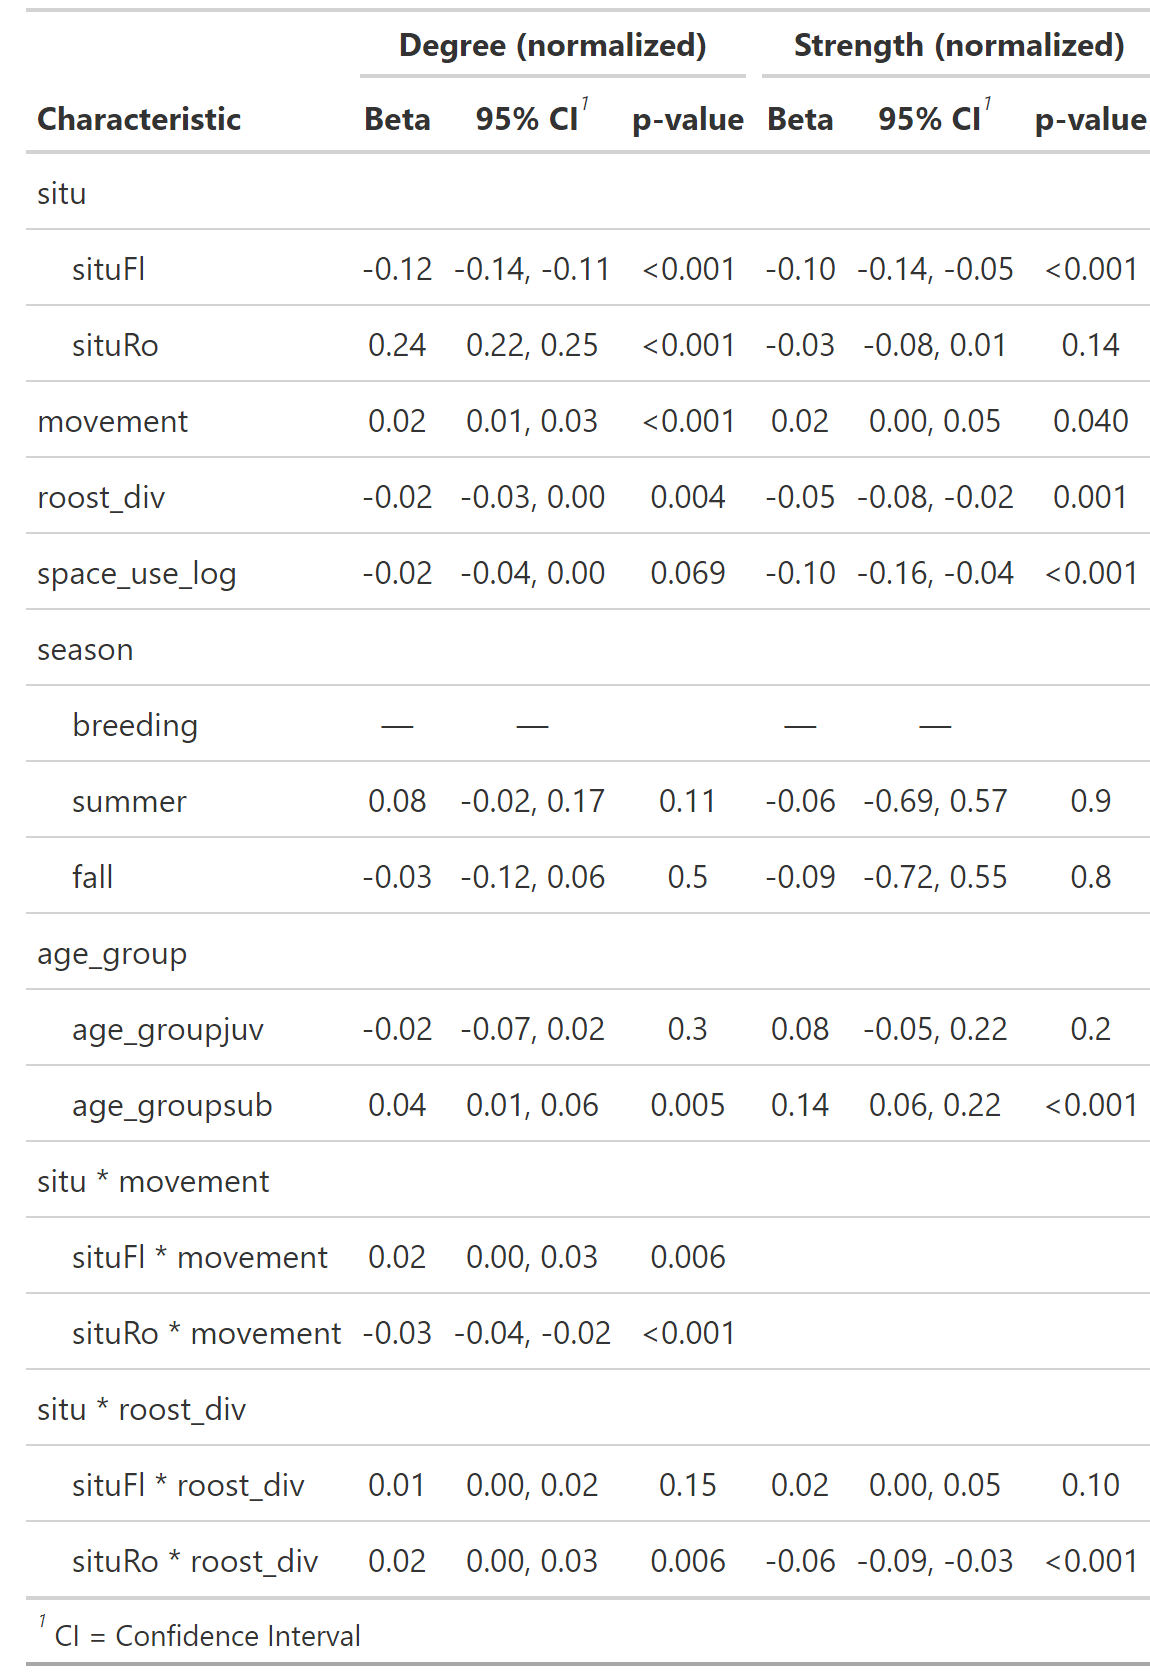 Degree (normalized) Strength (normalized)
Characteristic Beta 95% CI1 p-value Beta 95% CI1 p-value
situ
situFl -0.12 -0.14, -0.11 <0.001 -0.10 -0.14, -0.05 <0.001
situRo 0.24 0.22, 0.25 <0.001 -0.03 -0.08, 0.01 0.14
movement 0.02 0.01, 0.03 <0.001 0.02 0.00, 0.05 0.040
roost_div -0.02 -0.03, 0.00 0.004 -0.05 -0.08, -0.02 0.001
space_use_log -0.02 -0.04, 0.00 0.069 -0.10 -0.16, -0.04 <0.001
season
breeding — — — —
summer 0.08 -0.02, 0.17 0.11 -0.06 -0.69, 0.57 0.9
fall -0.03 -0.12, 0.06 0.5 -0.09 -0.72, 0.55 0.8
age_group
age_groupjuv -0.02 -0.07, 0.02 0.3 0.08 -0.05, 0.22 0.2
age_groupsub 0.04 0.01, 0.06 0.005 0.14 0.06, 0.22 <0.001
situ * movement
situFl * movement 0.02 0.00, 0.03 0.006
situRo * movement -0.03 -0.04, -0.02 <0.001
situ * roost_div
situFl * roost_div 0.01 0.00, 0.02 0.15 0.02 0.00, 0.05 0.10
situRo * roost_div 0.02 0.00, 0.03 0.006 -0.06 -0.09, -0.03 <0.001
1 CI = Confidence Interval